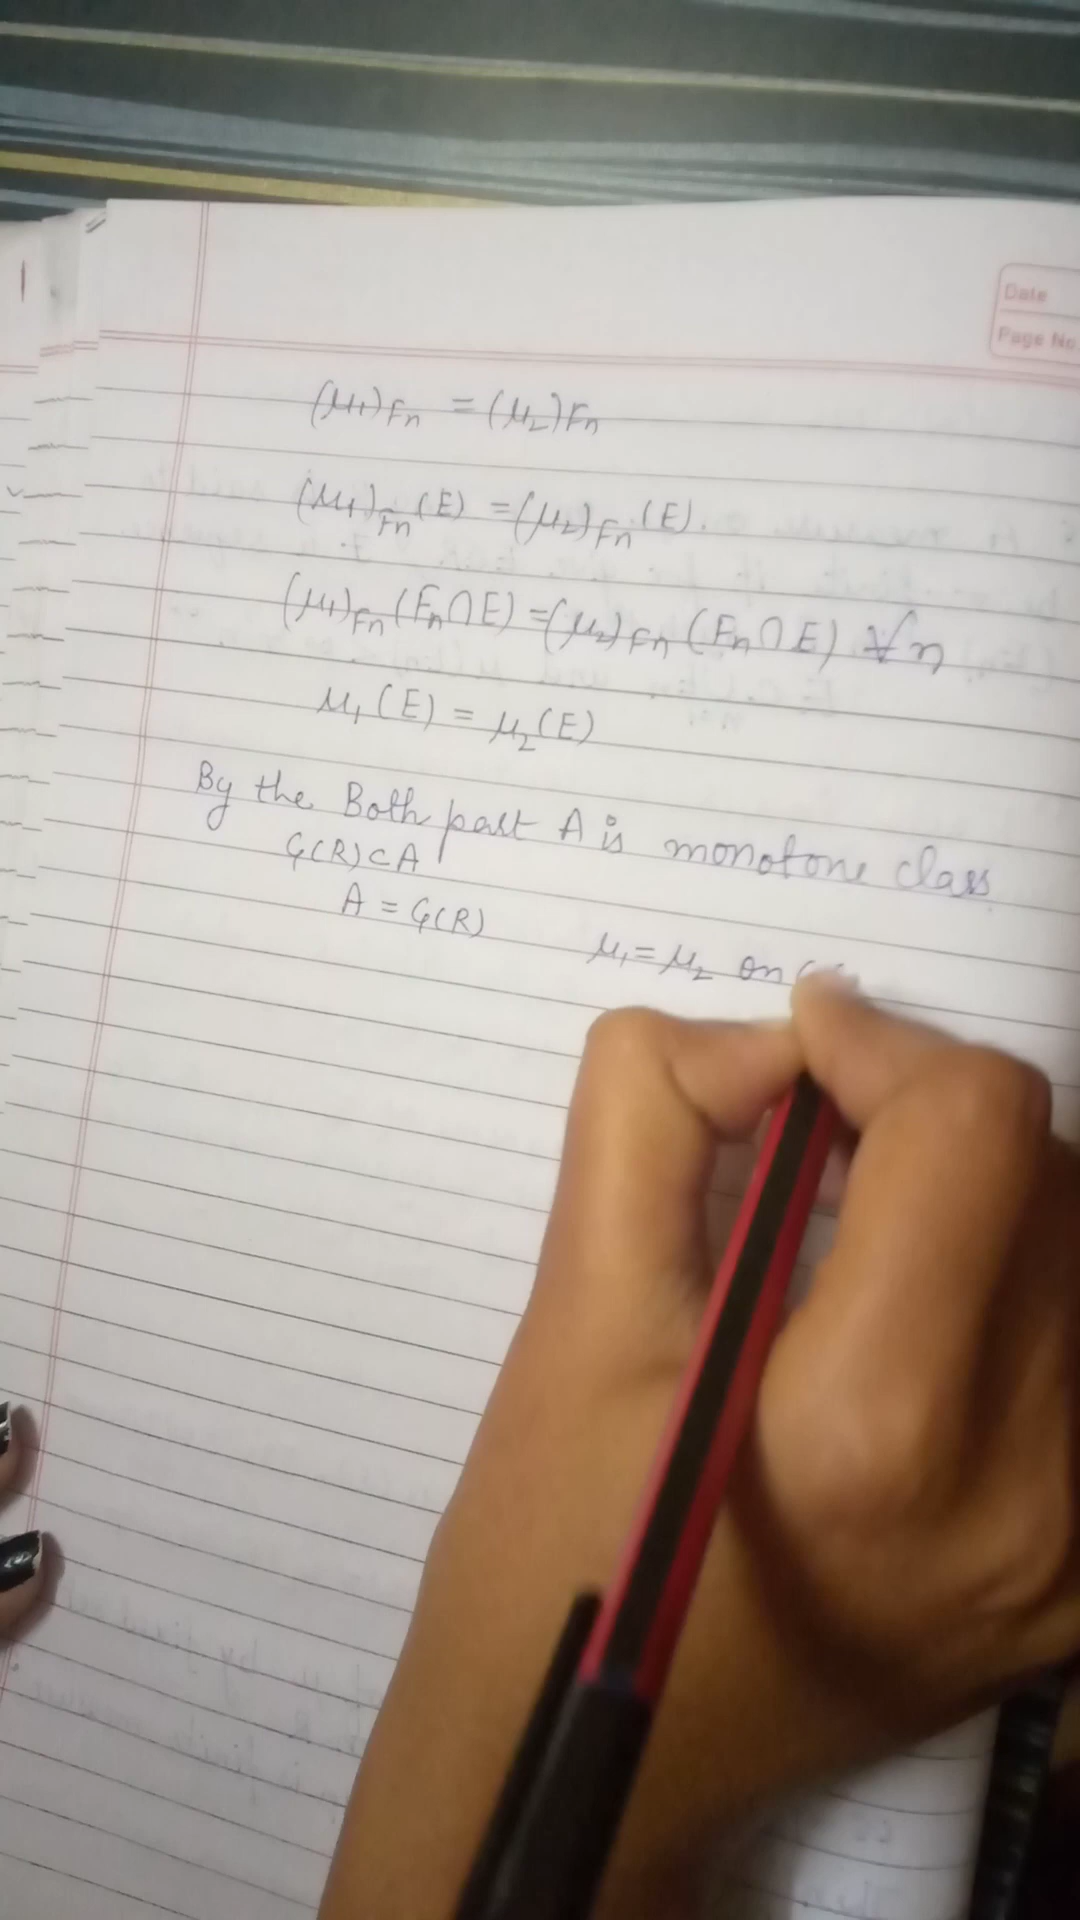 Date
Page No
(μ1)Fn = (μ2)Fn
(μ1)Fn (E) = (μ2)Fn (E).
(μ1)Fn (Fn∩E) = (μ2)Fn (Fn∩E) ∀n
μ1(E) = μ2(E)
By the Both part A is monotone class
G(R)⊂A
A = G(R)
μ1 = μ2 on